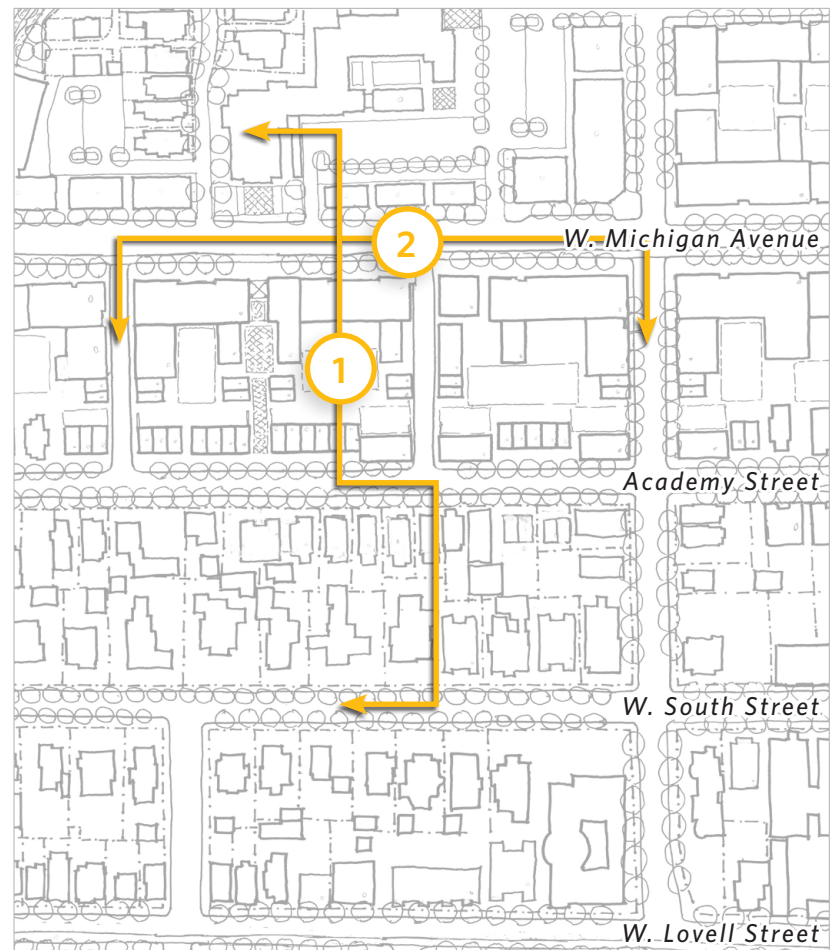 2
W. Michigan Avenue
1
Academy Street
W. South Street
W. Lovell Street